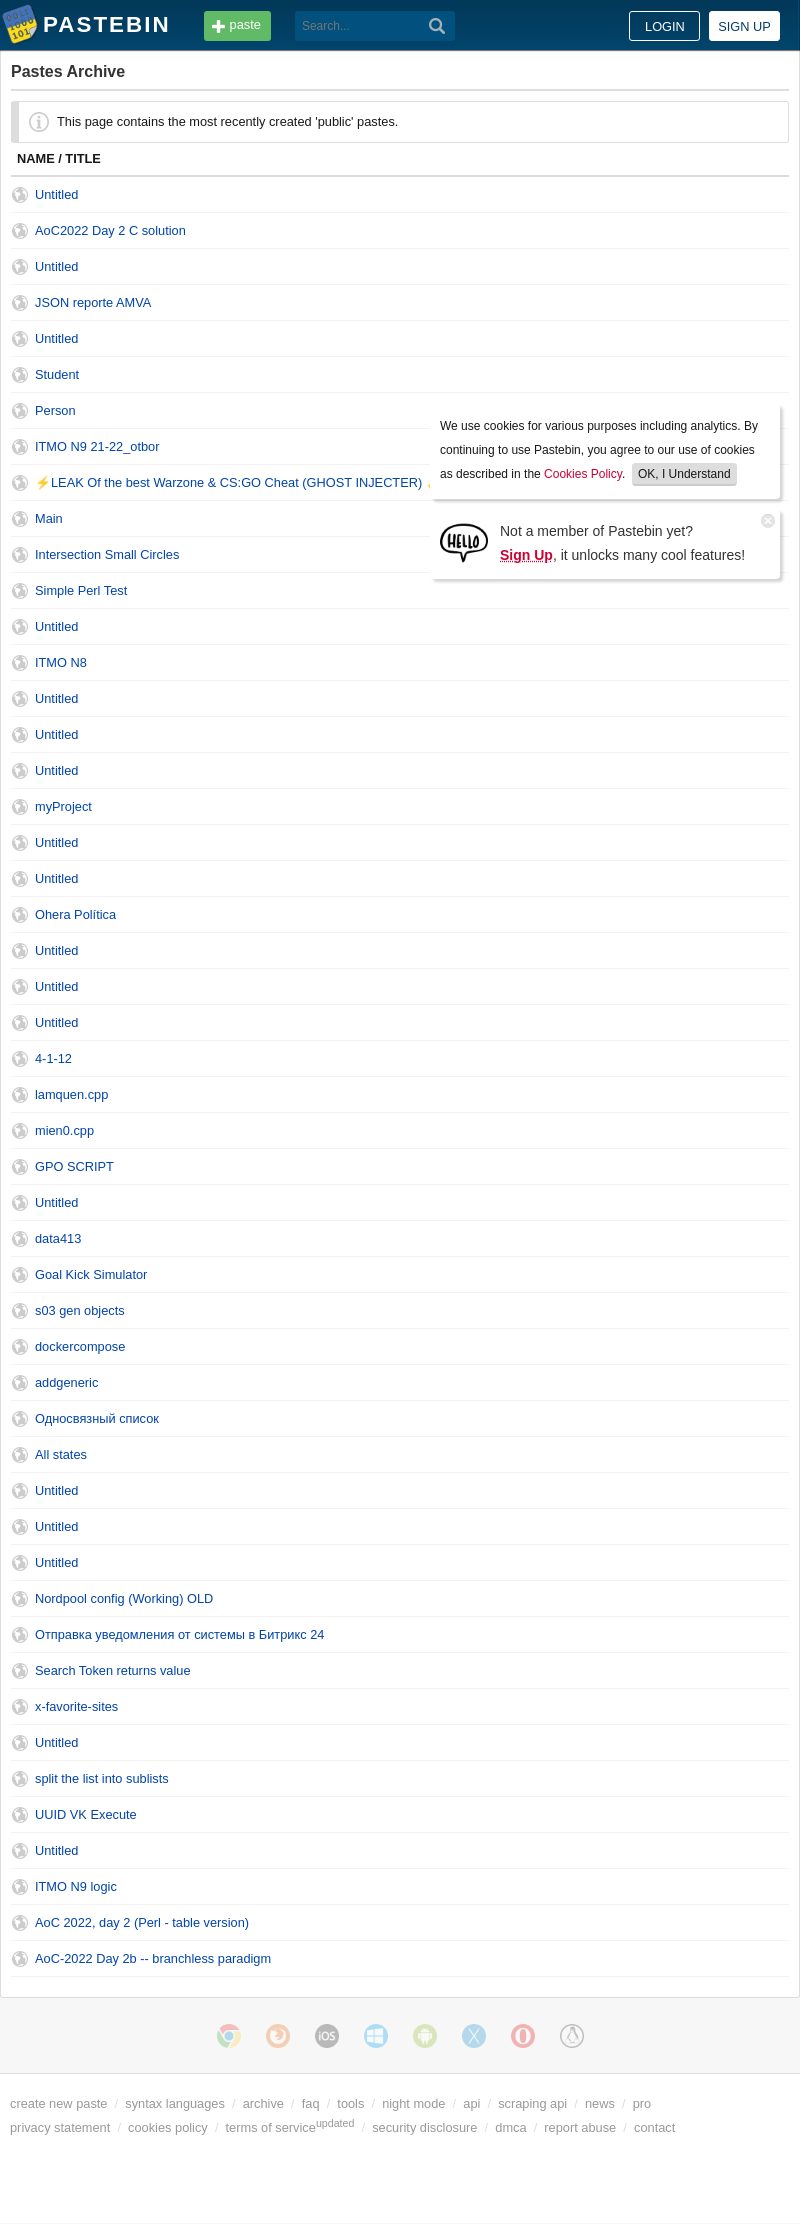 PASTEBIN
paste
Search...
LOGIN
SIGN UP
Pastes Archive
This page contains the most recently created 'public' pastes.
NAME / TITLE
Untitled
AoC2022 Day 2 C solution
Untitled
JSON reporte AMVA
Untitled
Student
Person
ITMO N9 21-22_otbor
⚡LEAK Of the best Warzone & CS:GO Cheat (GHOST INJECTER)
Main
Intersection Small Circles
Simple Perl Test
We use cookies for various purposes including analytics. By
continuing to use Pastebin, you agree to our use of cookies
as described in the Cookies Policy. OK, I Understand
HELLO
Not a member of Pastebin yet?
Sign Up, it unlocks many cool features!
Untitled
ITMO N8
Untitled
Untitled
Untitled
myProject
Untitled
Untitled
Ohera Política
Untitled
Untitled
Untitled
4-1-12
lamquen.cpp
mien0.cpp
GPO SCRIPT
Untitled
data413
Goal Kick Simulator
s03 gen objects
dockercompose
addgeneric
Односвязный список
All states
Untitled
Untitled
Untitled
Nordpool config (Working) OLD
Отправка уведомления от системы в Битрикс 24
Search Token returns value
x-favorite-sites
Untitled
split the list into sublists
UUID VK Execute
Untitled
ITMO N9 logic
AoC 2022, day 2 (Perl - table version)
AoC-2022 Day 2b -- branchless paradigm
iOS
create new paste / syntax languages / archive / faq / tools / night mode / api / scraping api / news / pro
privacy statement / cookies policy / terms of serviceupdated / security disclosure / dmca / report abuse / contact